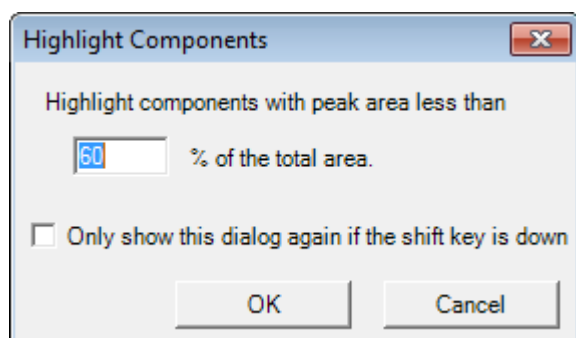 Highlight Components
Highlight components with peak area less than
60 % of the total area.
Only show this dialog again if the shift key is down
OK Cancel